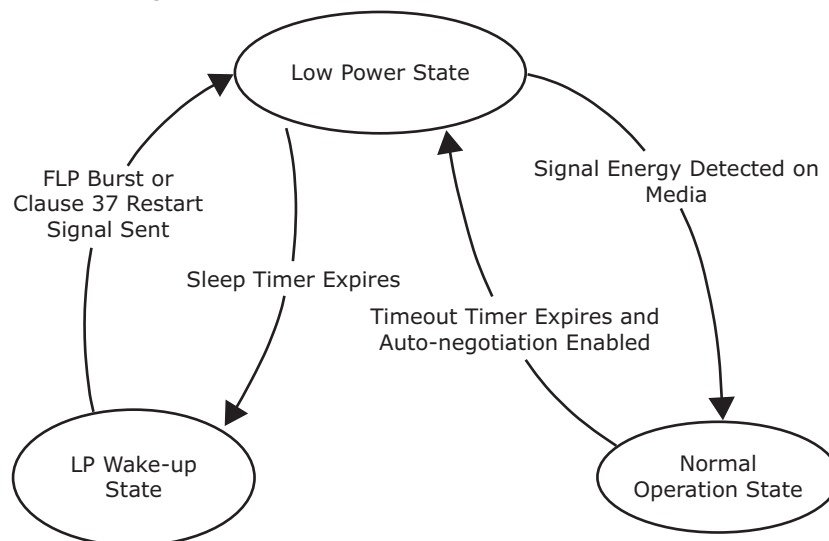 Low Power State
FLP Burst or
Clause 37 Restart
Signal Sent
Signal Energy Detected on
Media
Sleep Timer Expires
Timeout Timer Expires and
Auto-negotiation Enabled
LP Wake-up
State
Normal
Operation State